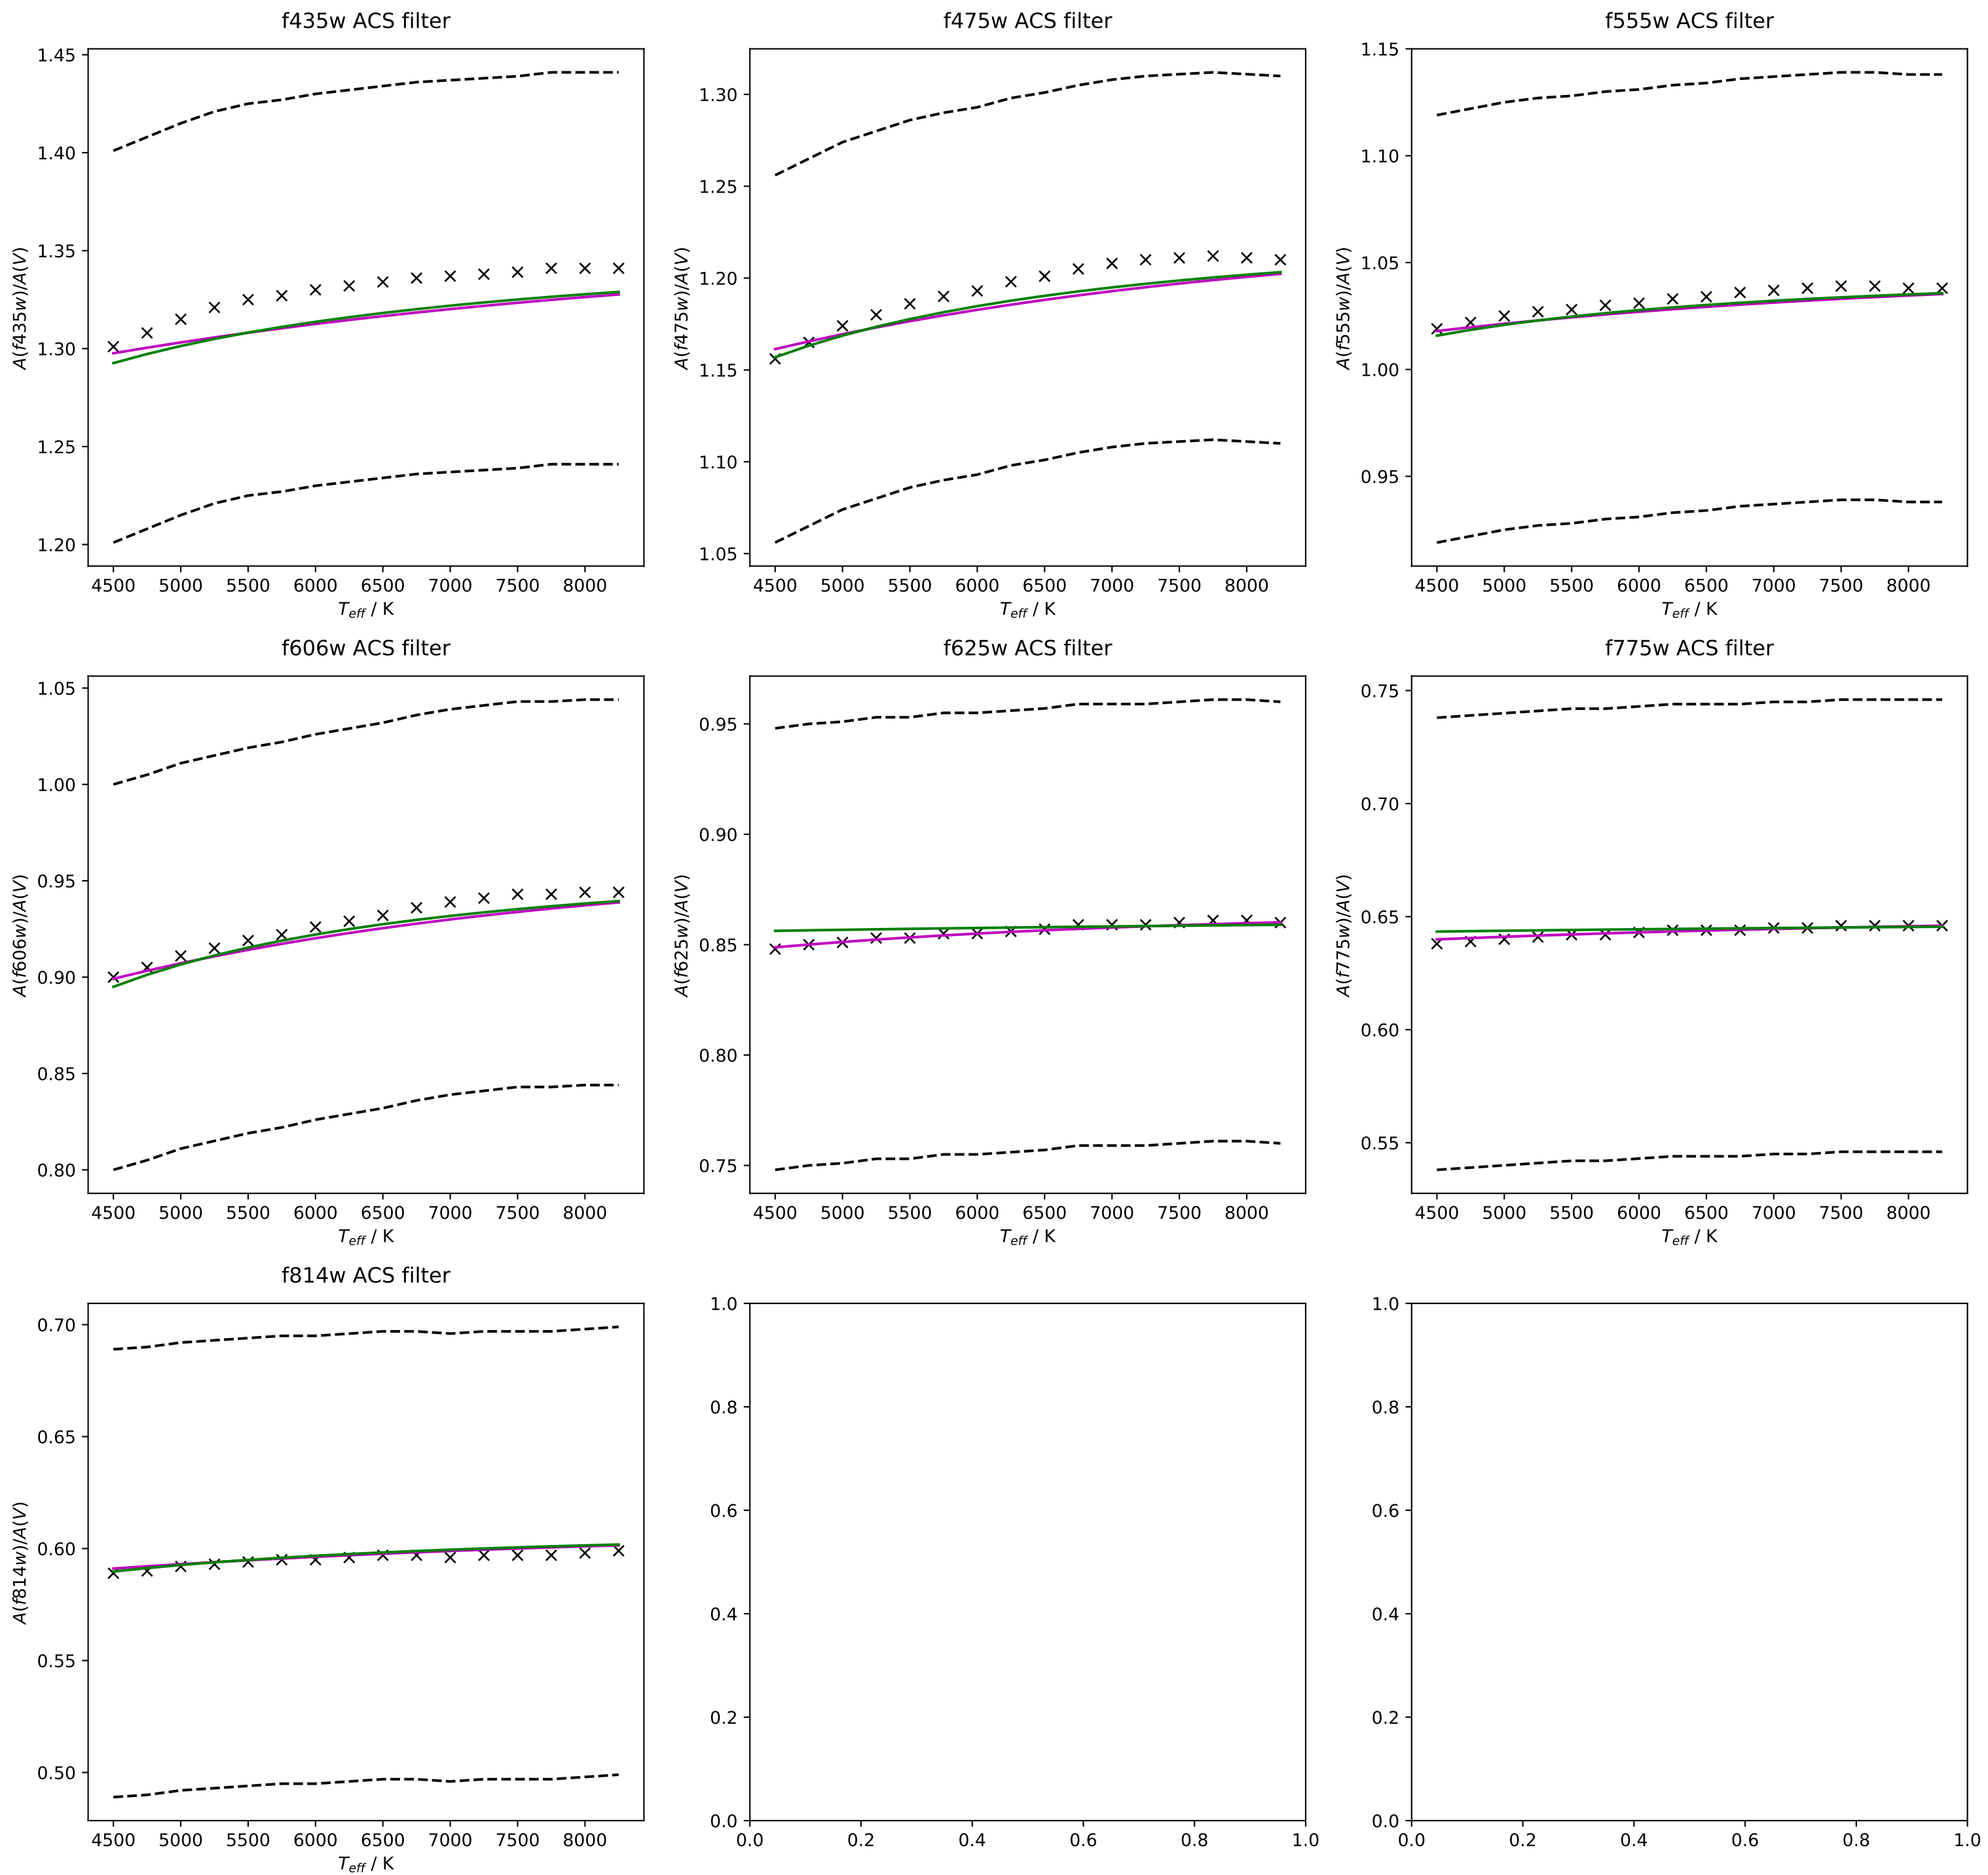 f435w ACS filter
1.45
1.40
1.35
1.30
1.25
1.20
A(f435w)/A(V)
4500 5000 5500 6000 6500 7000 7500 8000
T_eff / K
f475w ACS filter
1.30
1.25
1.20
1.15
1.10
1.05
A(f475w)/A(V)
4500 5000 5500 6000 6500 7000 7500 8000
T_eff / K
f555w ACS filter
1.15
1.10
1.05
1.00
0.95
A(f555w)/A(V)
4500 5000 5500 6000 6500 7000 7500 8000
T_eff / K
f606w ACS filter
1.05
1.00
0.95
0.90
0.85
0.80
A(f606w)/A(V)
4500 5000 5500 6000 6500 7000 7500 8000
T_eff / K
f625w ACS filter
0.95
0.90
0.85
0.80
0.75
A(f625w)/A(V)
4500 5000 5500 6000 6500 7000 7500 8000
T_eff / K
f775w ACS filter
0.75
0.70
0.65
0.60
0.55
A(f775w)/A(V)
4500 5000 5500 6000 6500 7000 7500 8000
T_eff / K
f814w ACS filter
0.70
0.65
0.60
0.55
0.50
A(f814w)/A(V)
4500 5000 5500 6000 6500 7000 7500 8000
T_eff / K
1.0
0.8
0.6
0.4
0.2
0.0
0.0 0.2 0.4 0.6 0.8 1.0
1.0
0.8
0.6
0.4
0.2
0.0
0.0 0.2 0.4 0.6 0.8 1.0